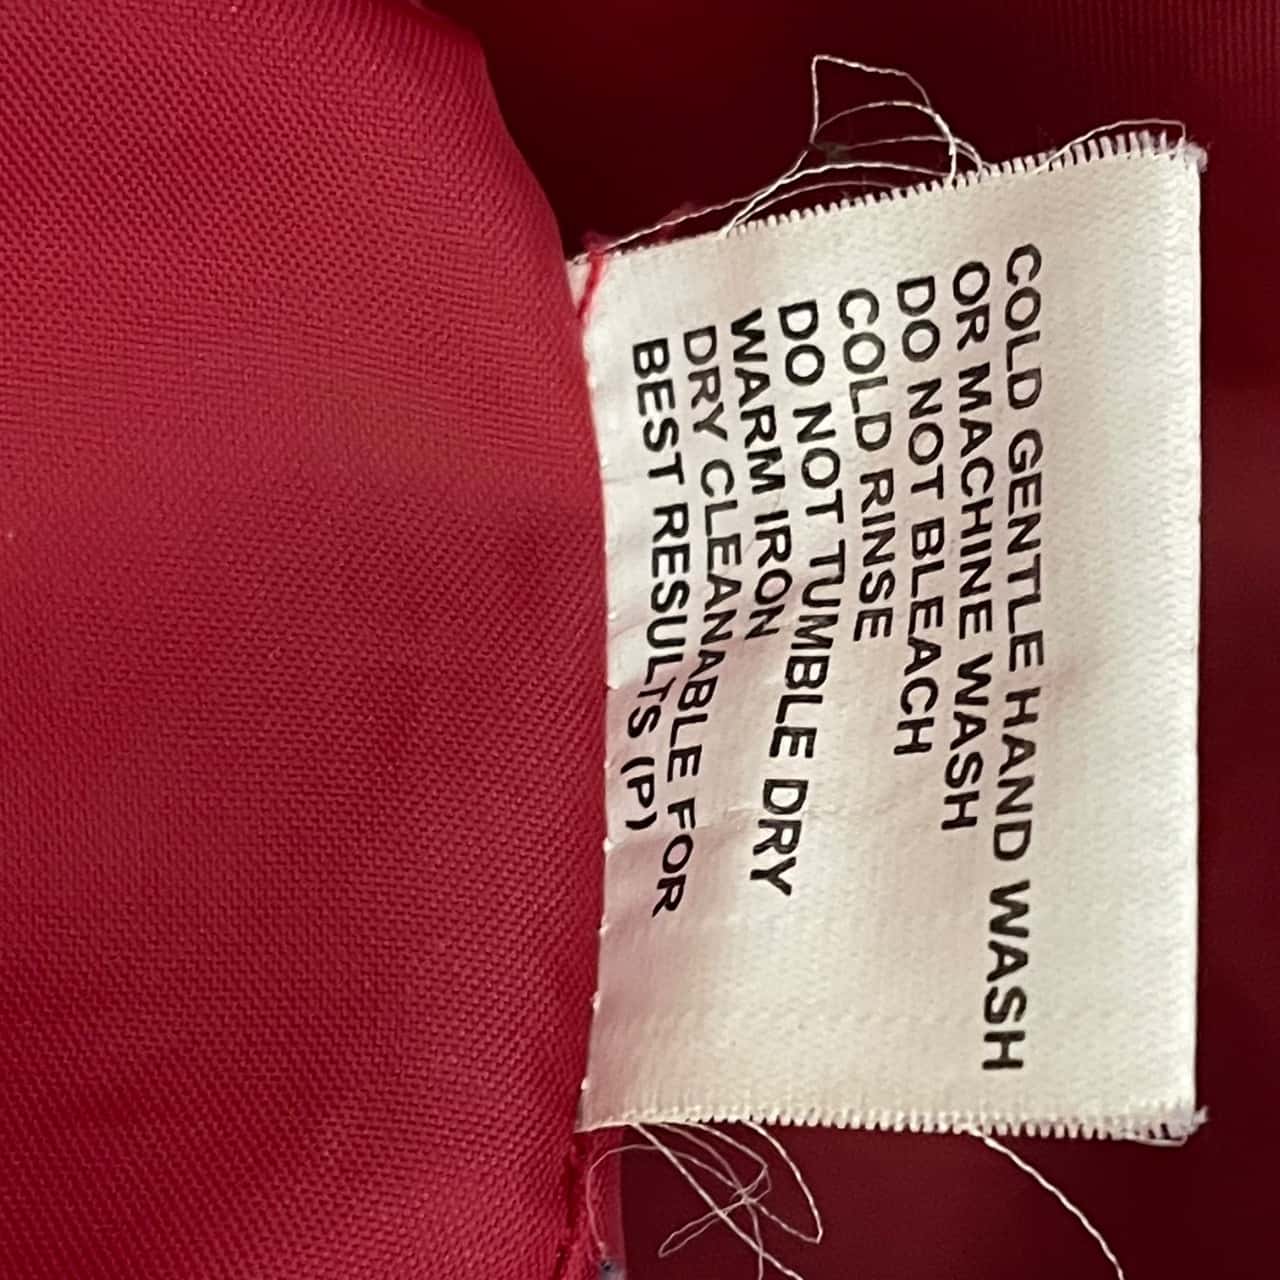 COLD GENTLE HAND WASH
OR MACHINE WASH
DO NOT BLEACH
COLD RINSE
DO NOT TUMBLE DRY
WARM IRON
DRY CLEANABLE FOR
BEST RESULTS (P)